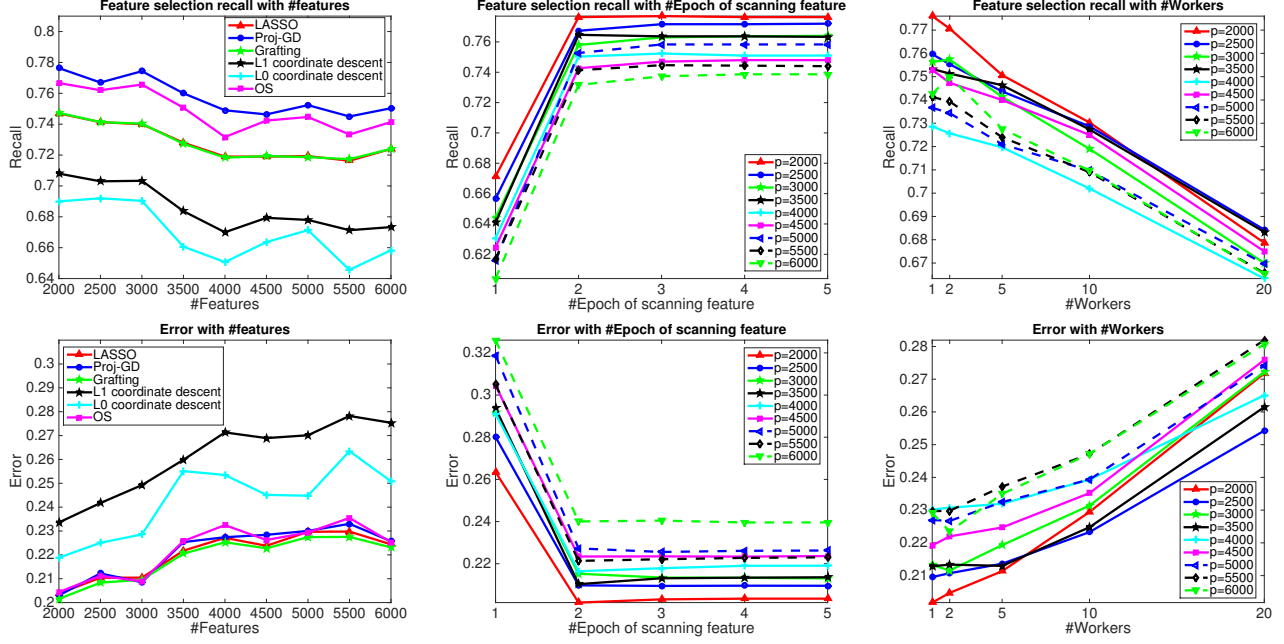 Feature selection recall with #features
0.8
0.78
0.76
0.74
0.72
0.7
0.68
0.66
0.64
Recall
LASSO
Proj-GD
Grafting
L1 coordinate descent
L0 coordinate descent
OS
2000 2500 3000 3500 4000 4500 5000 5500 6000
#Features
Feature selection recall with #Epoch of scanning feature
0.76
0.74
0.72
0.7
0.68
0.66
0.64
0.62
Recall
p=2000
p=2500
p=3000
p=3500
p=4000
p=4500
p=5000
p=5500
p=6000
1 2 3 4 5
#Epoch of scanning feature
Feature selection recall with #Workers
0.77
0.76
0.75
0.74
0.73
0.72
0.71
0.7
0.69
0.68
0.67
Recall
p=2000
p=2500
p=3000
p=3500
p=4000
p=4500
p=5000
p=5500
p=6000
1 2 5 10 20
#Workers
Error with #features
0.3
0.29
0.28
0.27
0.26
0.25
0.24
0.23
0.22
0.21
0.2
Error
LASSO
Proj-GD
Grafting
L1 coordinate descent
L0 coordinate descent
OS
2000 2500 3000 3500 4000 4500 5000 5500 6000
#Features
Error with #Epoch of scanning feature
0.32
0.3
0.28
0.26
0.24
0.22
Error
p=2000
p=2500
p=3000
p=3500
p=4000
p=4500
p=5000
p=5500
p=6000
1 2 3 4 5
#Epoch of scanning feature
Error with #Workers
0.28
0.27
0.26
0.25
0.24
0.23
0.22
0.21
Error
p=2000
p=2500
p=3000
p=3500
p=4000
p=4500
p=5000
p=5500
p=6000
1 2 5 10 20
#Workers